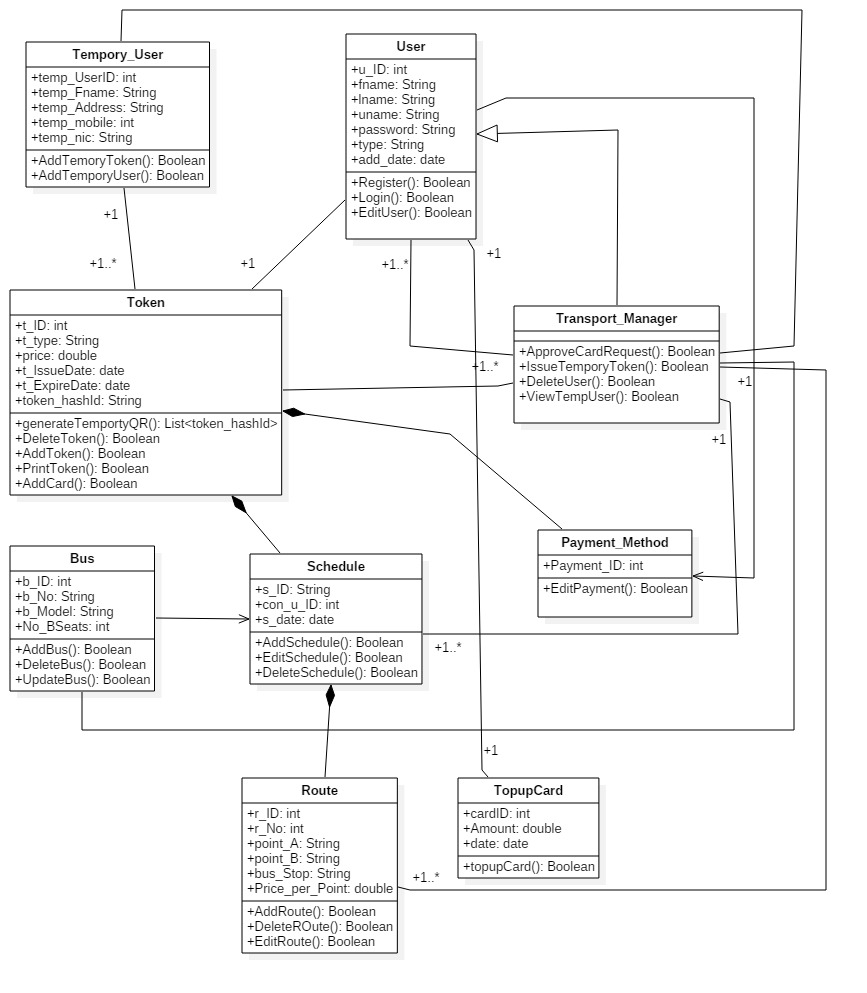 Tempory_User
+temp_UserID: int
+temp_Fname: String
+temp_Address: String
+temp_mobile: int
+temp_nic: String
+AddTemoryToken(): Boolean
+AddTemporyUser(): Boolean
User
+u_ID: int
+fname: String
+lname: String
+uname: String
+password: String
+type: String
+add_date: date
+Register(): Boolean
+Login(): Boolean
+EditUser(): Boolean
+1
+1..*
+1
+1..*
+1
Token
+t_ID: int
+t_type: String
+price: double
+t_IssueDate: date
+t_ExpireDate: date
+token_hashId: String
+generateTemportyQR(): List<token_hashId>
+DeleteToken(): Boolean
+AddToken(): Boolean
+PrintToken(): Boolean
+AddCard(): Boolean
Transport_Manager
+ApproveCardRequest(): Boolean
+IssueTemporyToken(): Boolean
+DeleteUser(): Boolean
+ViewTempUser(): Boolean
+1..*
+1
+1
Payment_Method
+Payment_ID: int
+EditPayment(): Boolean
Bus
+b_ID: int
+b_No: String
+b_Model: String
+No_BSeats: int
+AddBus(): Boolean
+DeleteBus(): Boolean
+UpdateBus(): Boolean
Schedule
+s_ID: String
+con_u_ID: int
+s_date: date
+AddSchedule(): Boolean
+EditSchedule(): Boolean
+DeleteSchedule(): Boolean
+1..*
+1
Route
+r_ID: int
+r_No: int
+point_A: String
+point_B: String
+bus_Stop: String
+Price_per_Point: double
+AddRoute(): Boolean
+DeleteROute(): Boolean
+EditRoute(): Boolean
+1..*
TopupCard
+cardID: int
+Amount: double
+date: date
+topupCard(): Boolean